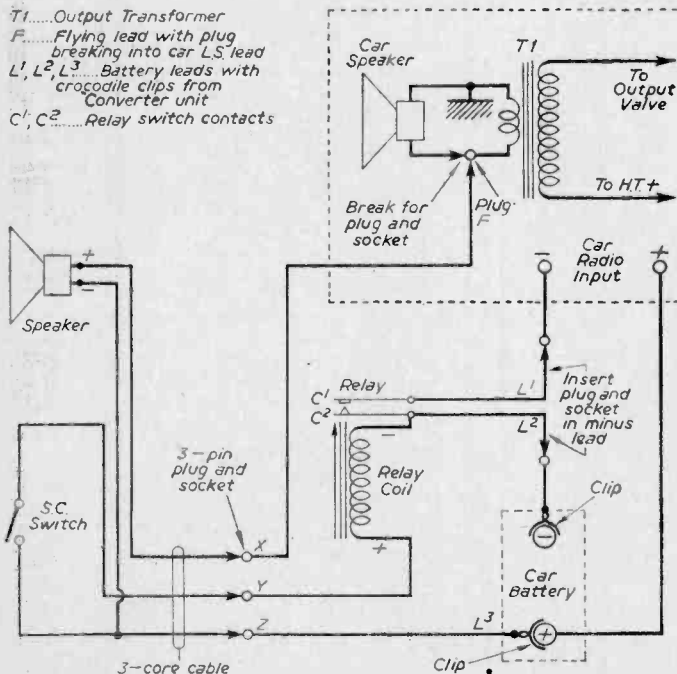 T1......Output Transformer
F......Flying lead with plug
breaking into car L.S. lead
L¹, L², L³......Battery leads with
crocodile clips from
Converter unit
C¹, C²......Relay switch contacts
Car
Speaker
T1
To
Output
Valve
To H.T.+
Break for
plug and
socket
Plug
F
Car
Radio
Input
-
+
+
-
Speaker
C¹
Relay
C²
L¹
L²
Insert
plug and
socket
in minus
lead
3-pin
plug and
socket
-
Relay
Coil
+
S.C.
Switch
Clip
-
Car
Battery
X
Y
Z
L³
+
Clip
3-core cable